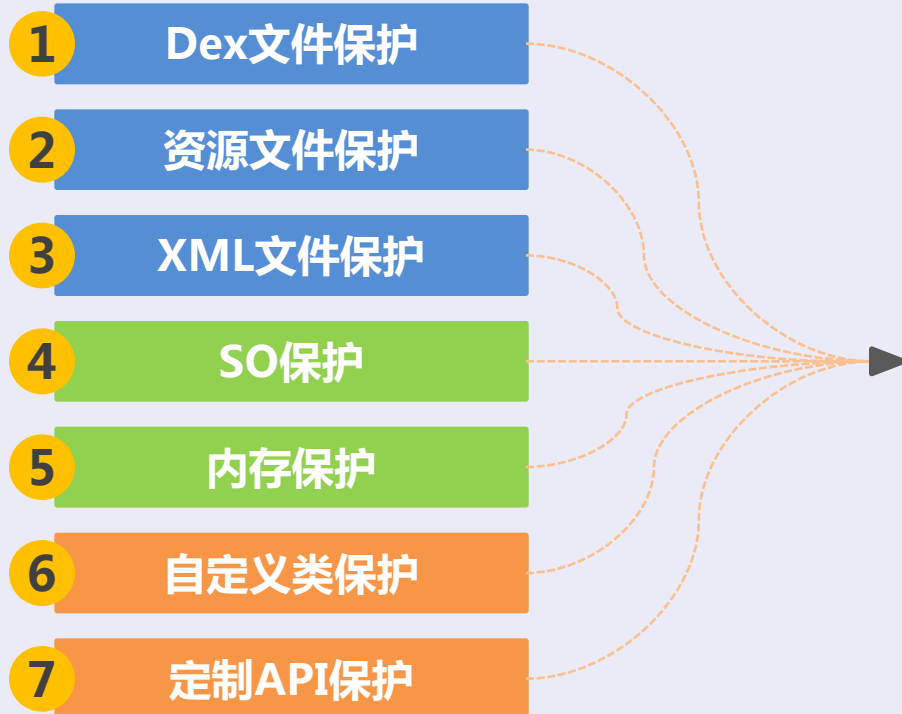 1 Dex文件保护
2 资源文件保护
3 XML文件保护
4 SO保护
5 内存保护
6 自定义类保护
7 定制API保护